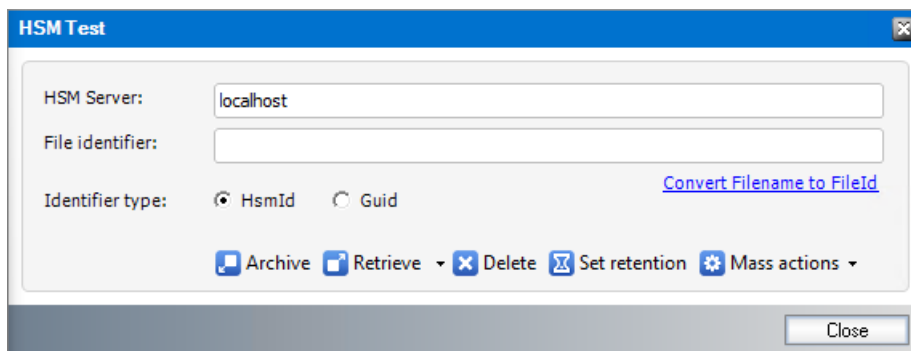 HSM Test
HSM Server: localhost
File identifier:
Convert Filename to FileId
Identifier type: HsmId Guid
Archive Retrieve Delete Set retention Mass actions
Close